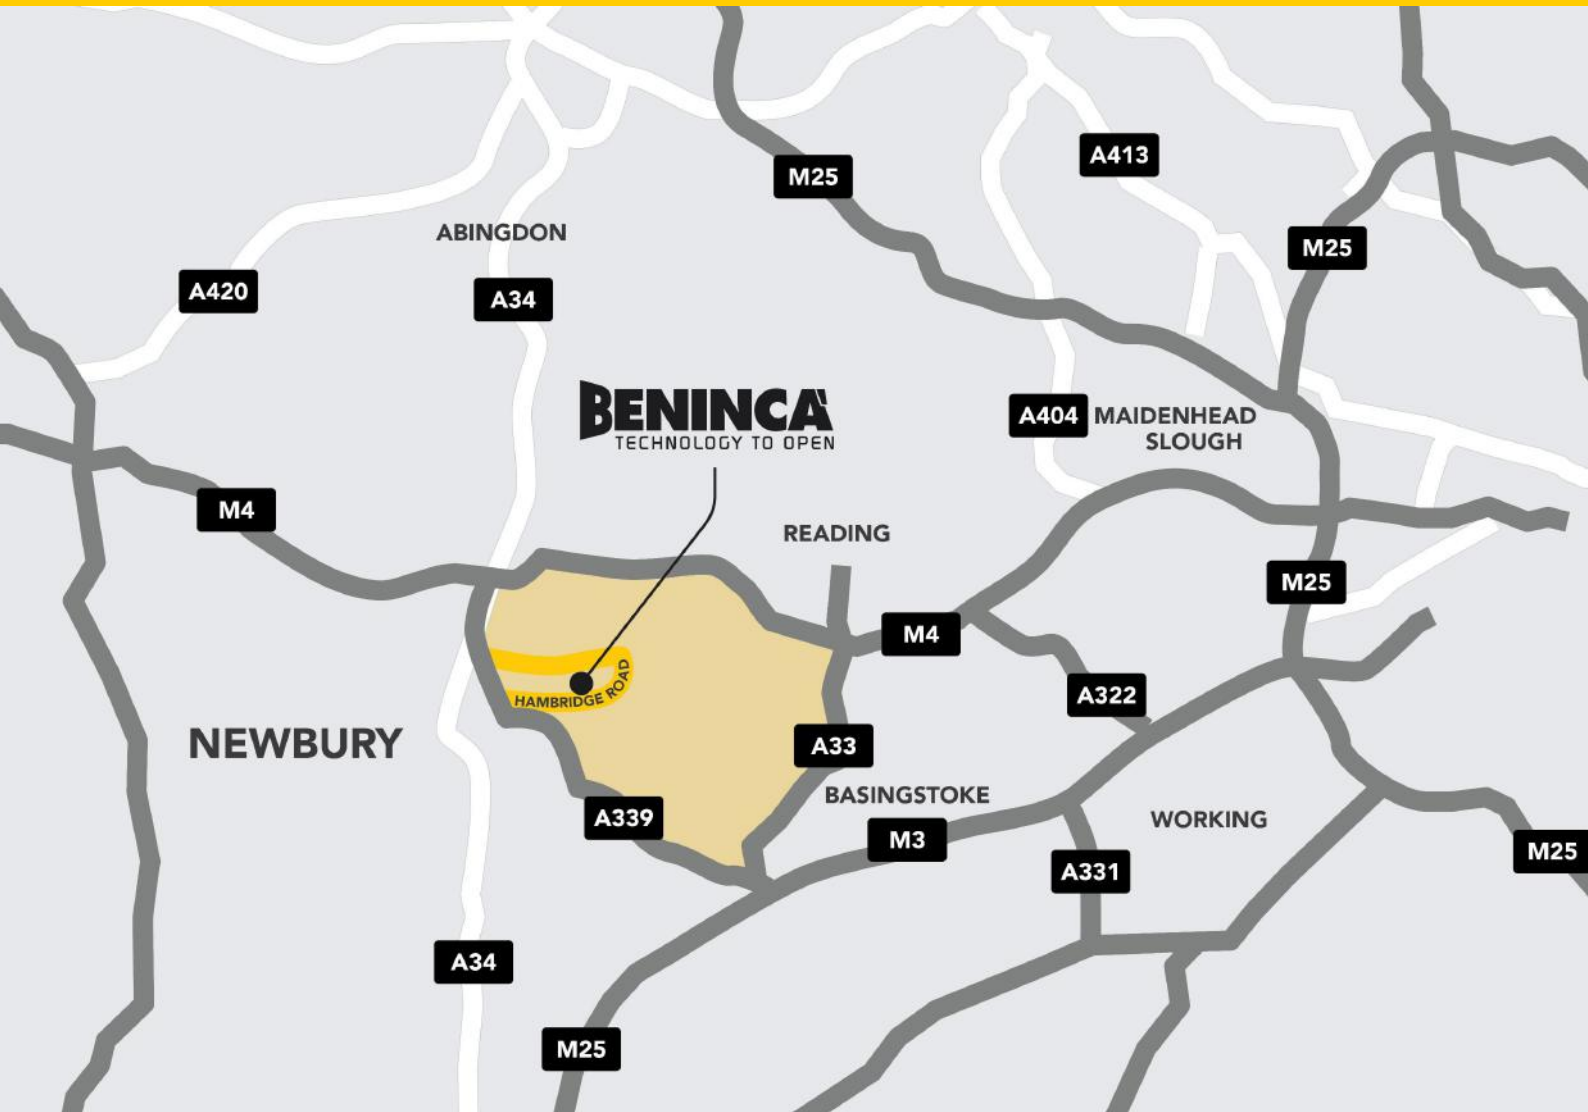 A413
M25
ABINGDON
M25
A420
A34
BENINCÀ
TECHNOLOGY TO OPEN
A404
MAIDENHEAD
SLOUGH
M4
READING
M25
M4
HAMBRIDGE ROAD
A322
NEWBURY
A33
BASINGSTOKE
A339
WORKING
M3
M25
A331
A34
M25